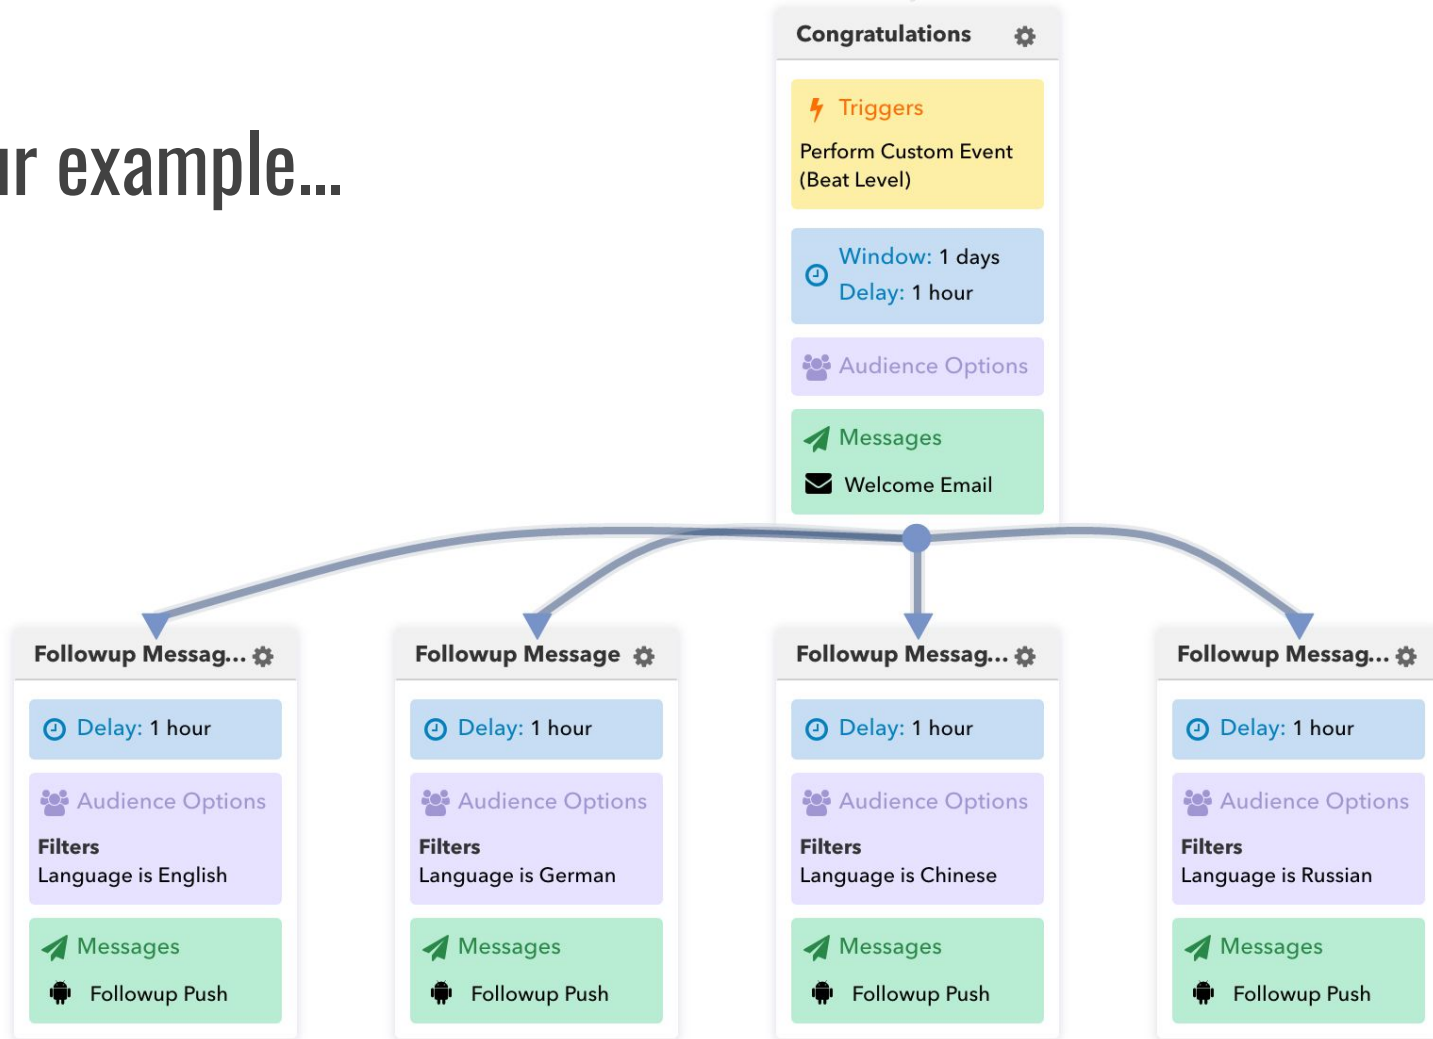 example...
Congratulations
Triggers
Perform Custom Event
(Beat Level)
Window: 1 days
Delay: 1 hour
Audience Options
Messages
Welcome Email
Followup Messag...
Delay: 1 hour
Audience Options
Filters
Language is English
Messages
Followup Push
Followup Message
Delay: 1 hour
Audience Options
Filters
Language is German
Messages
Followup Push
Followup Messag...
Delay: 1 hour
Audience Options
Filters
Language is Chinese
Messages
Followup Push
Followup Messag...
Delay: 1 hour
Audience Options
Filters
Language is Russian
Messages
Followup Push